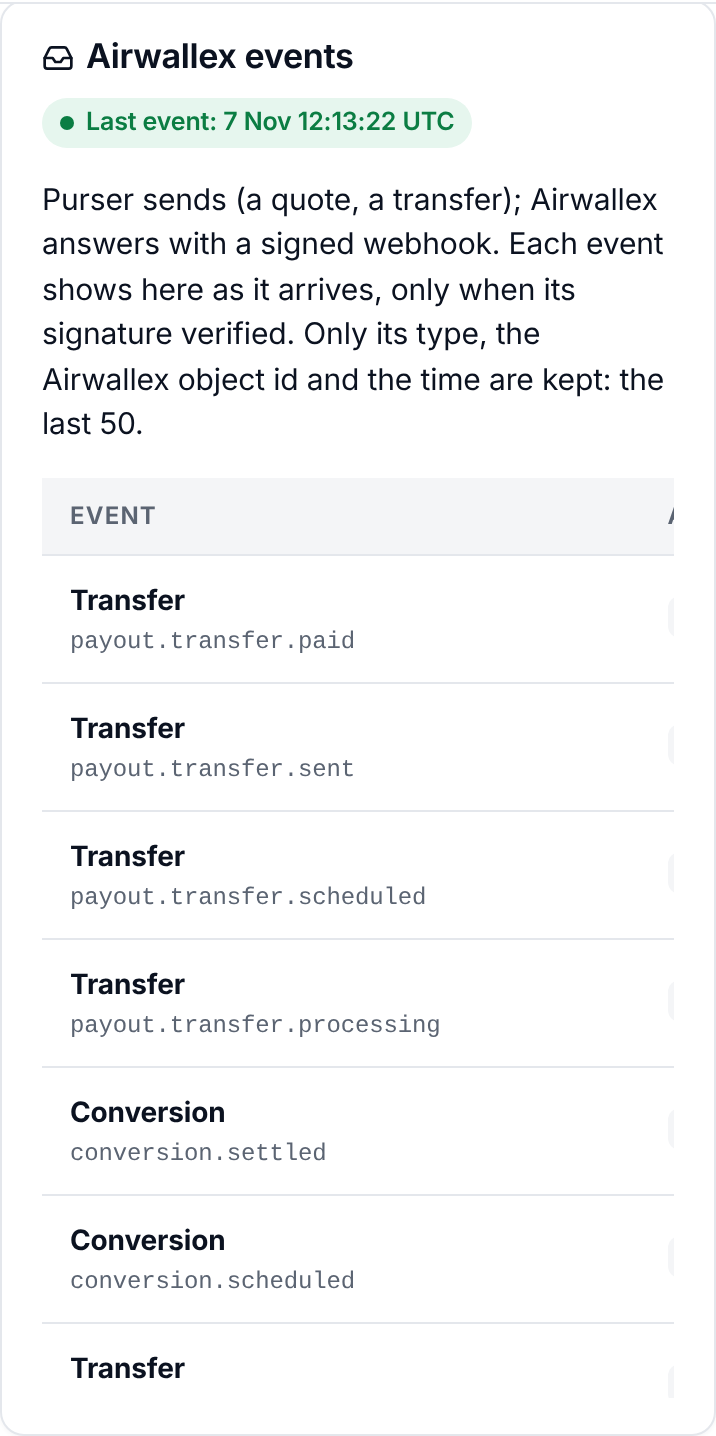 Airwallex events
Last event: 7 Nov 12:13:22 UTC
Purser sends (a quote, a transfer); Airwallex
answers with a signed webhook. Each event
shows here as it arrives, only when its
signature verified. Only its type, the
Airwallex object id and the time are kept: the
last 50.
EVENT
Transfer
payout.transfer.paid
Transfer
payout.transfer.sent
Transfer
payout.transfer.scheduled
Transfer
payout.transfer.processing
Conversion
conversion.settled
Conversion
conversion.scheduled
Transfer